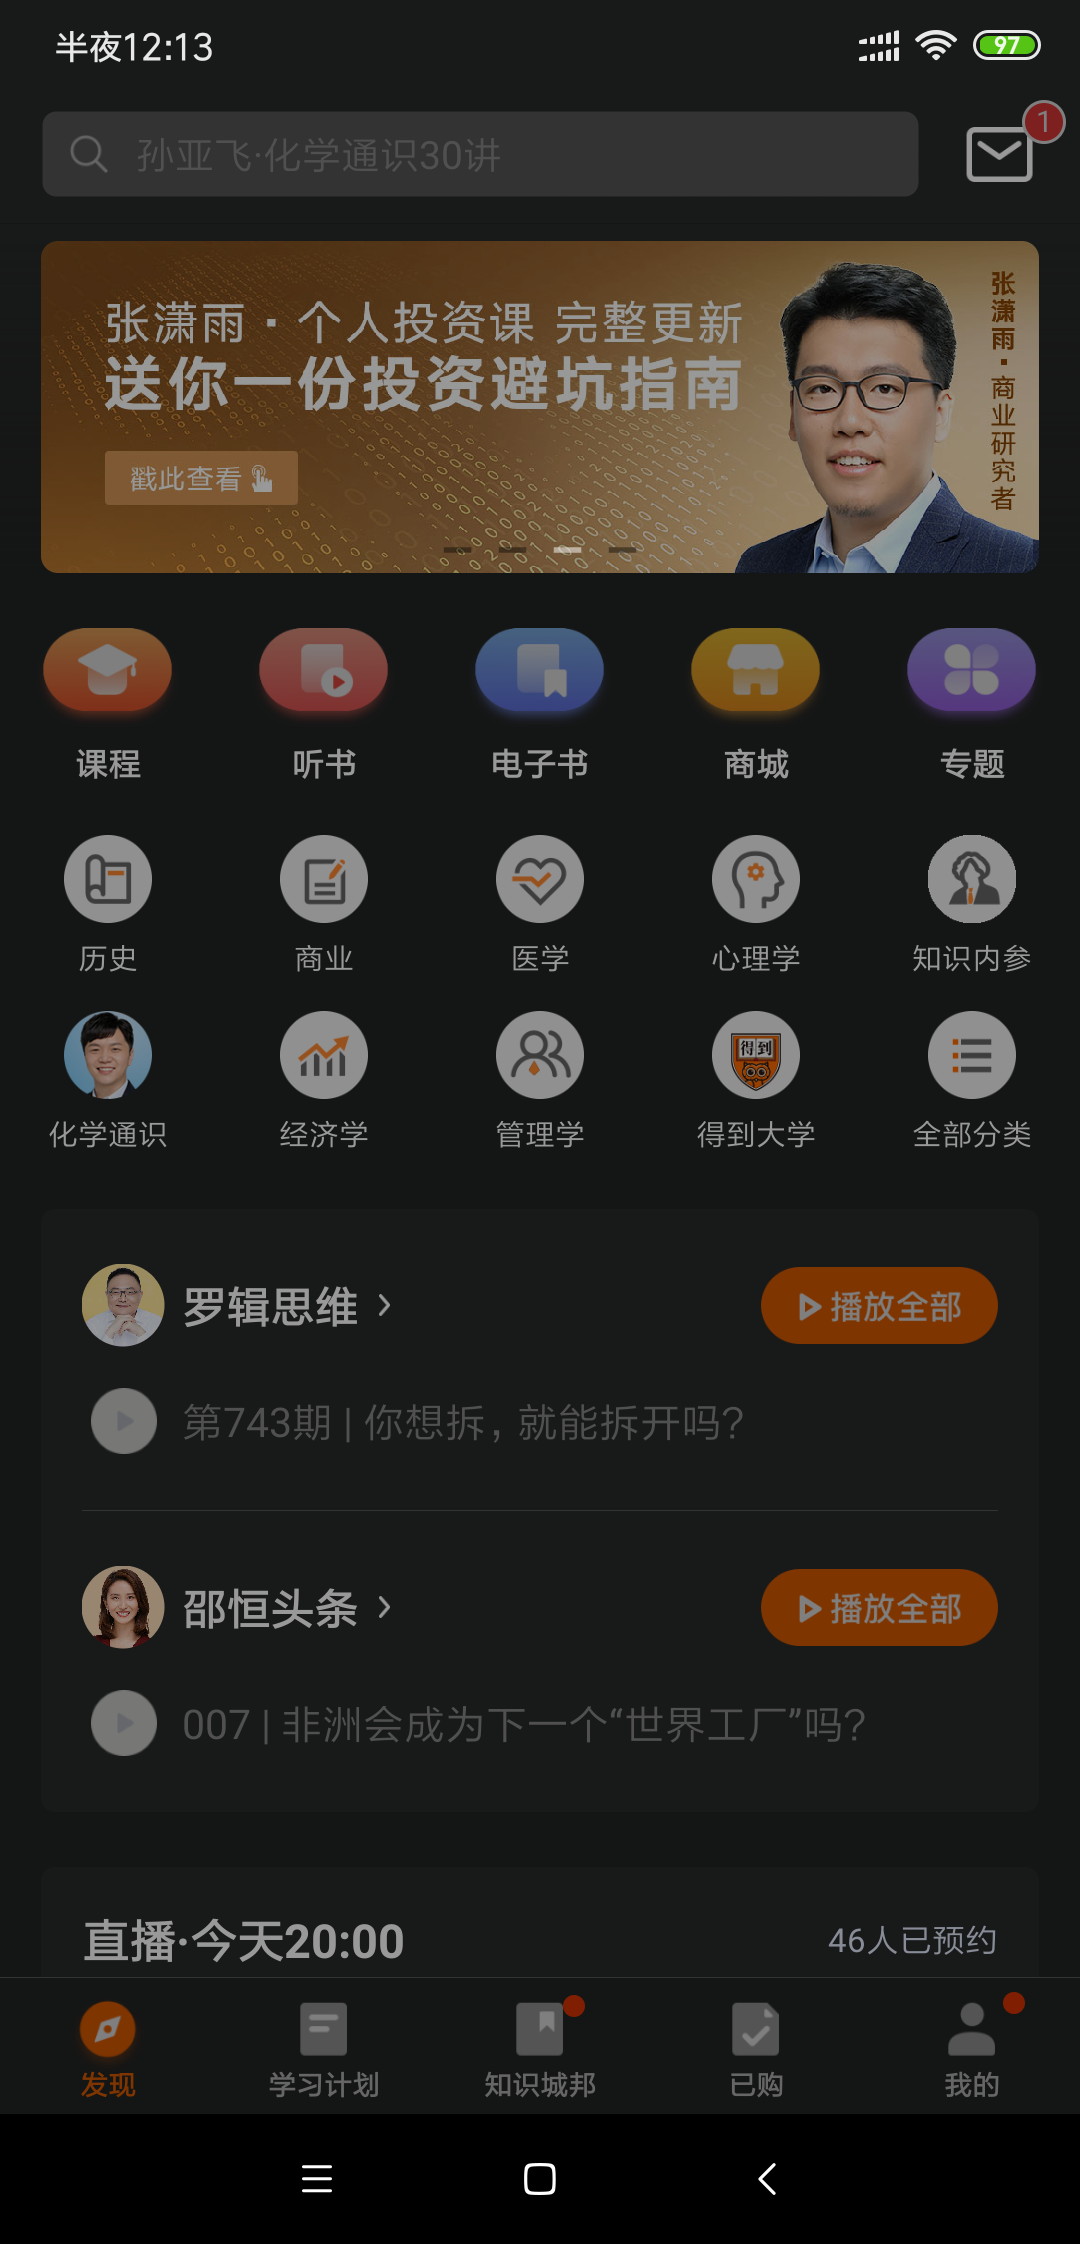 半夜12:13
97
孙亚飞·化学通识30讲
1
张潇雨·个人投资课 完整更新
送你一份投资避坑指南
戳此查看
张潇雨·商业研究者
课程
听书
电子书
商城
专题
历史
商业
医学
心理学
知识内参
得到
化学通识
经济学
管理学
得到大学
全部分类
罗辑思维
播放全部
第743期 | 你想拆，就能拆开吗？
邵恒头条
播放全部
007 | 非洲会成为下一个“世界工厂”吗？
直播·今天20:00
46人已预约
发现
学习计划
知识城邦
已购
我的